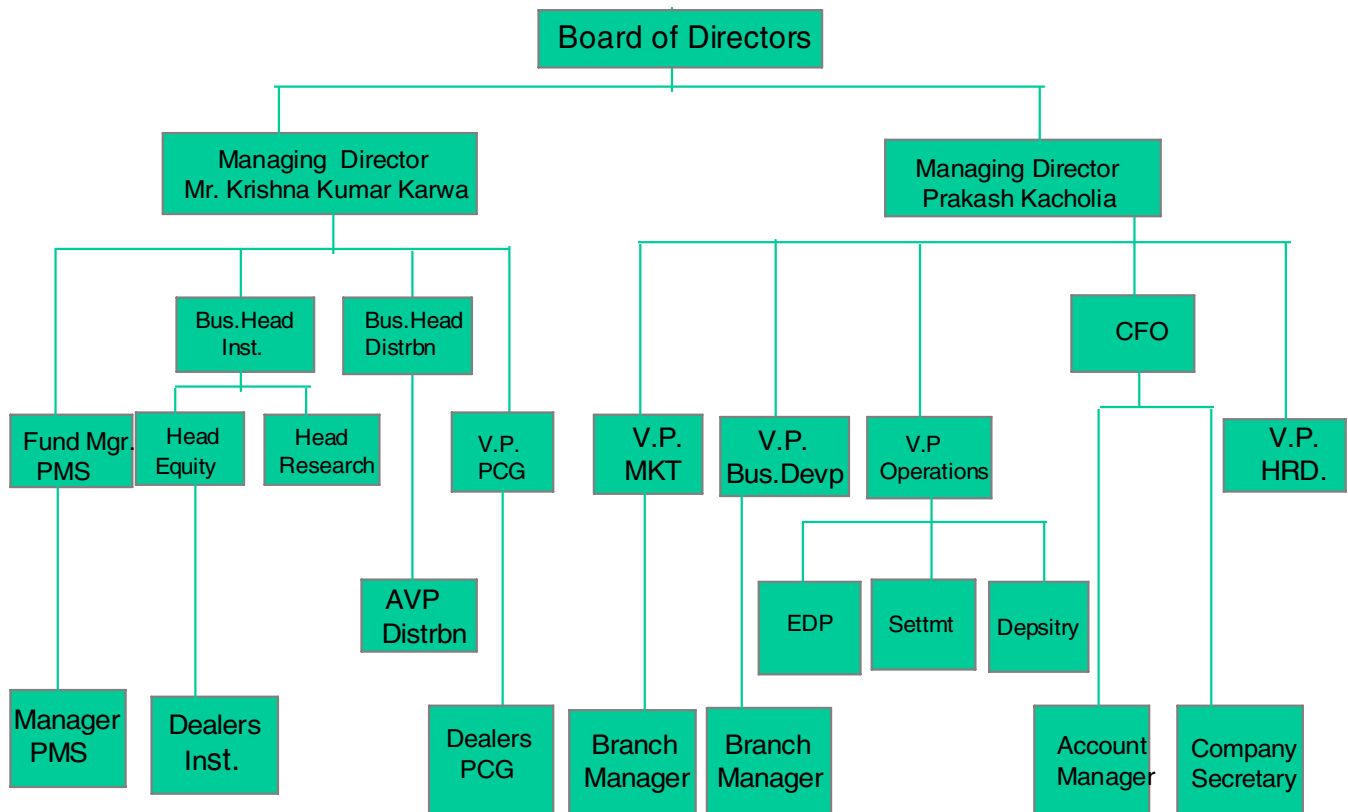 Board of Directors
Managing Director
Mr. Krishna Kumar Karwa
Managing Director
Prakash Kacholia
Bus.Head
Inst.
Bus.Head
Distrbn
CFO
Fund Mgr.
PMS
Head
Equity
Head
Research
V.P.
PCG
V.P.
MKT
V.P.
Bus.Devp
V.P
Operations
V.P.
HRD.
AVP
Distrbn
EDP
Settmt
Depsitry
Manager
PMS
Dealers
Inst.
Dealers
PCG
Branch
Manager
Branch
Manager
Account
Manager
Company
Secretary